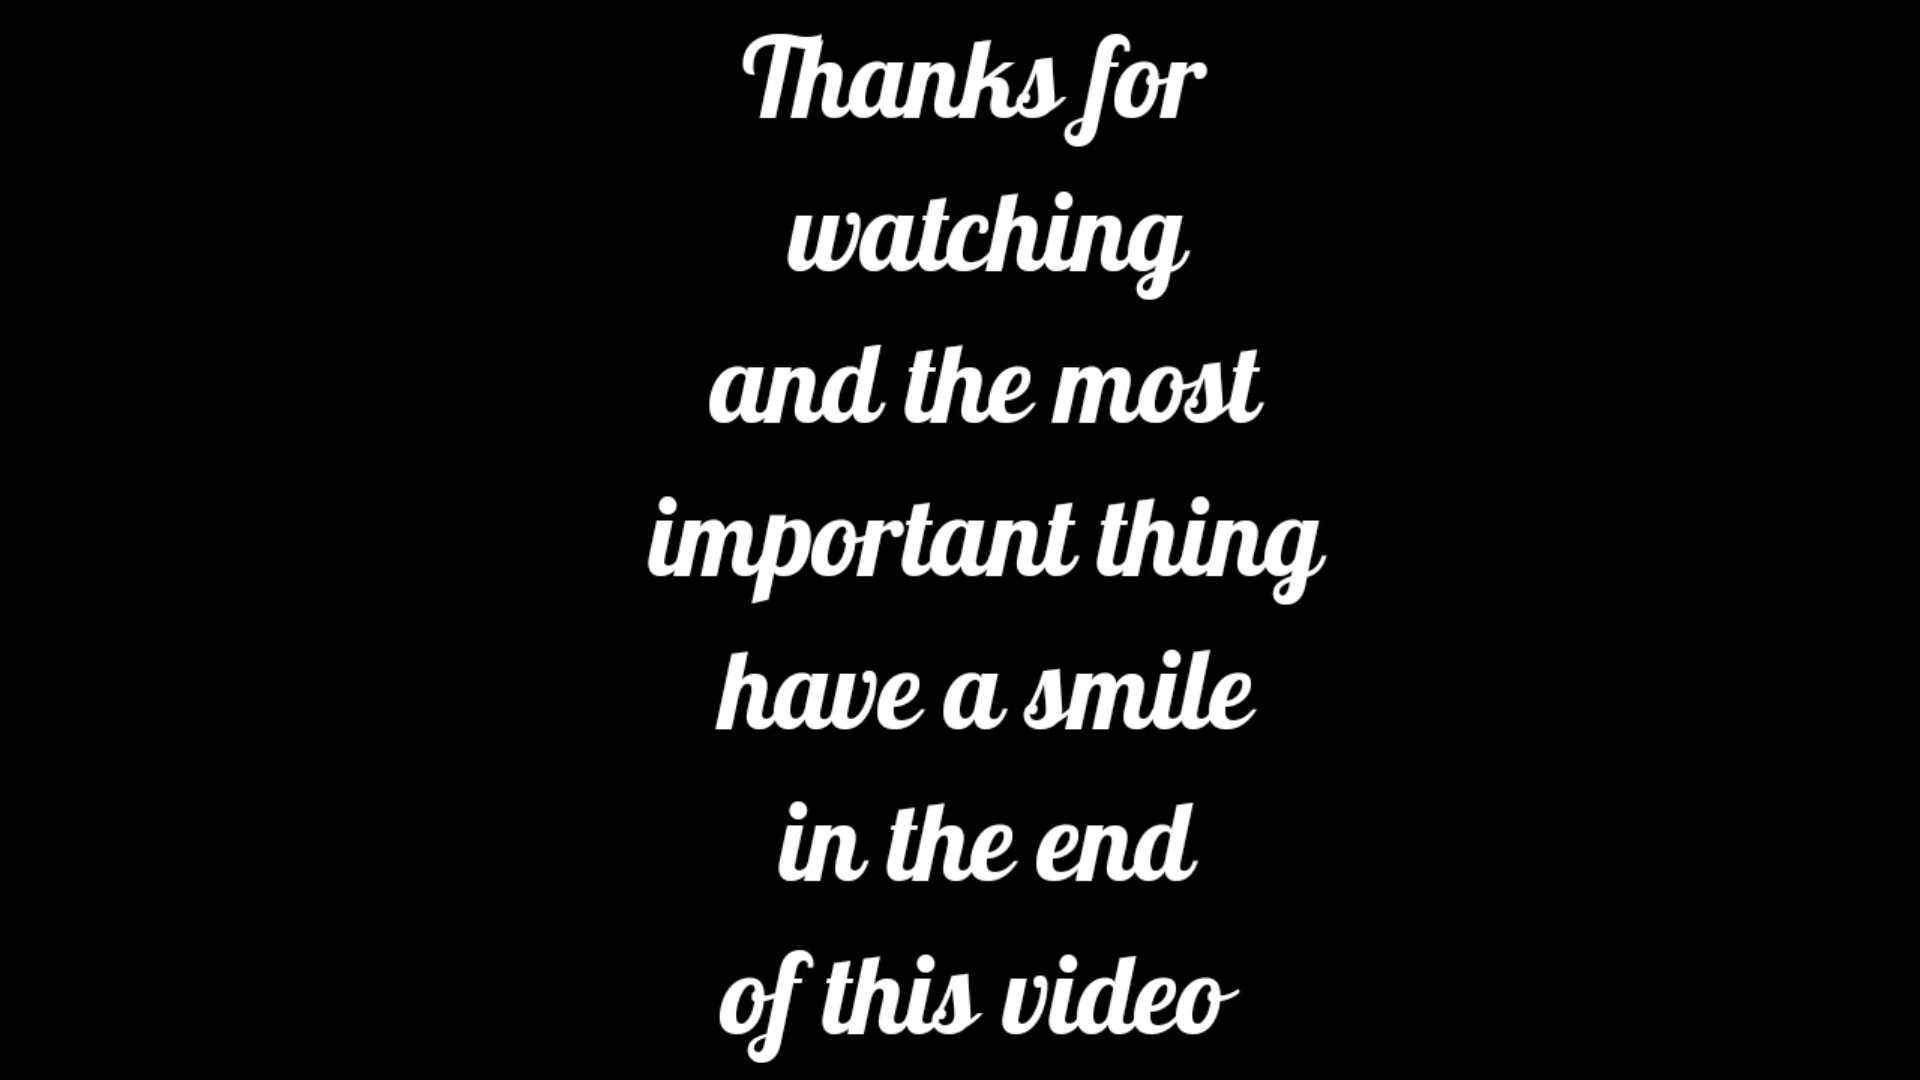 Thanks for
watching
and the most
important thing
have a smile
in the end
of this video